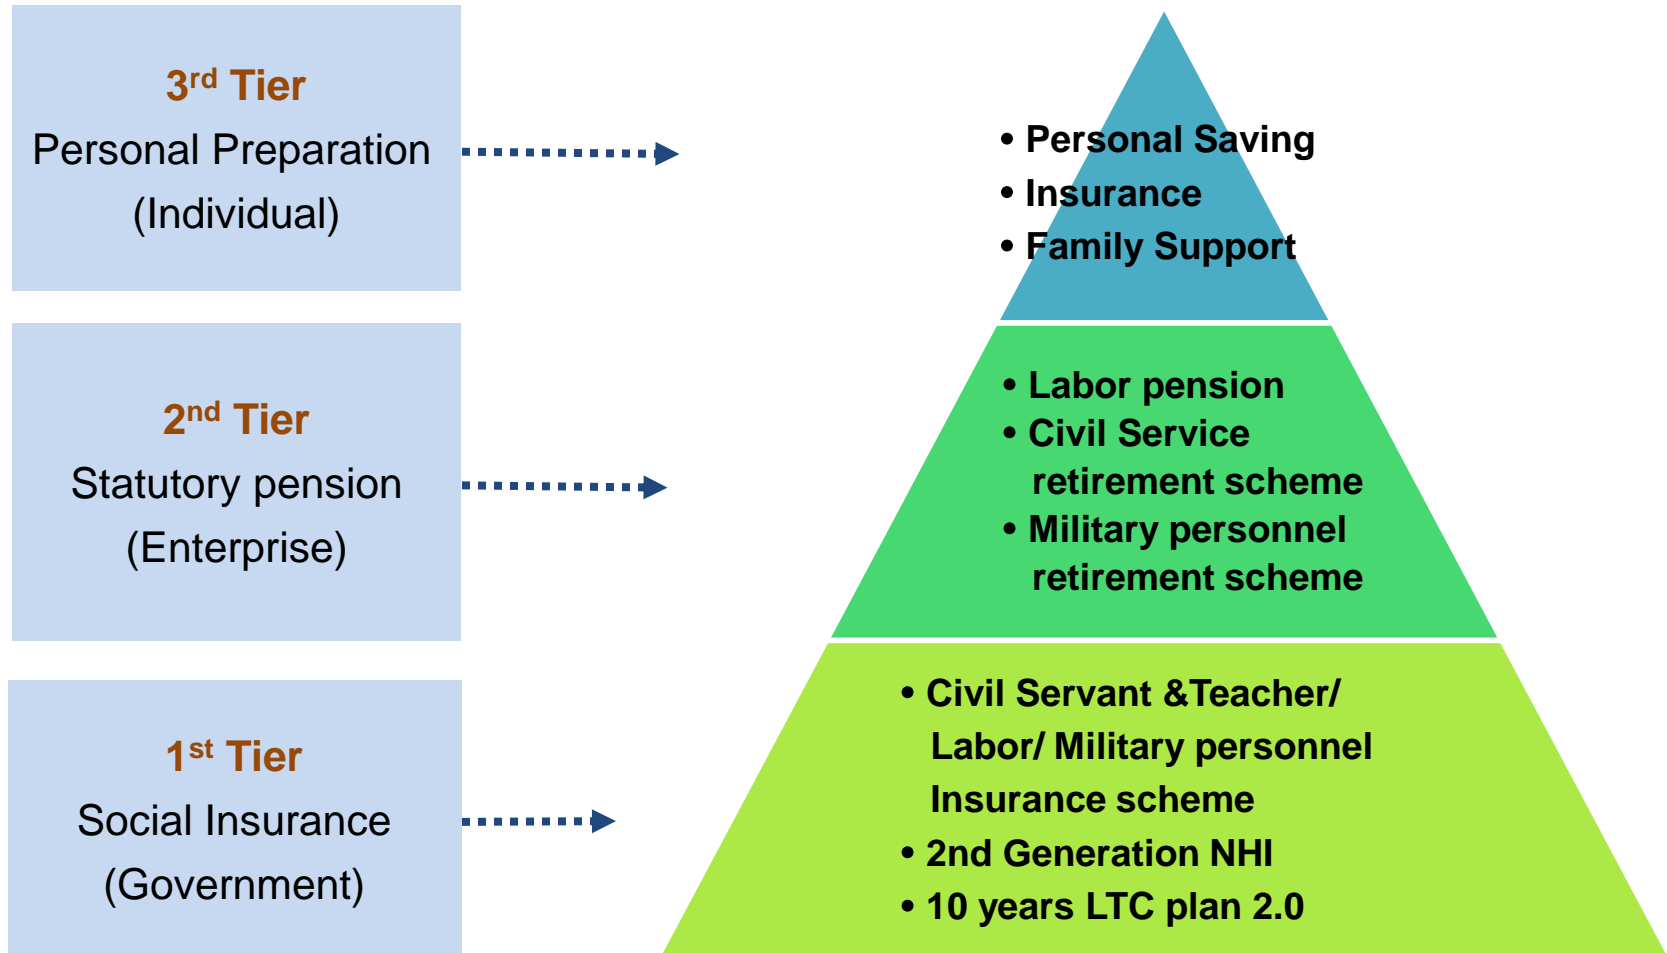 3rd Tier
Personal Preparation
(Individual)
• Personal Saving
• Insurance
• Family Support
2nd Tier
Statutory pension
(Enterprise)
• Labor pension
• Civil Service
retirement scheme
• Military personnel
retirement scheme
1st Tier
Social Insurance
(Government)
• Civil Servant &Teacher/
Labor/ Military personnel
Insurance scheme
• 2nd Generation NHI
• 10 years LTC plan 2.0